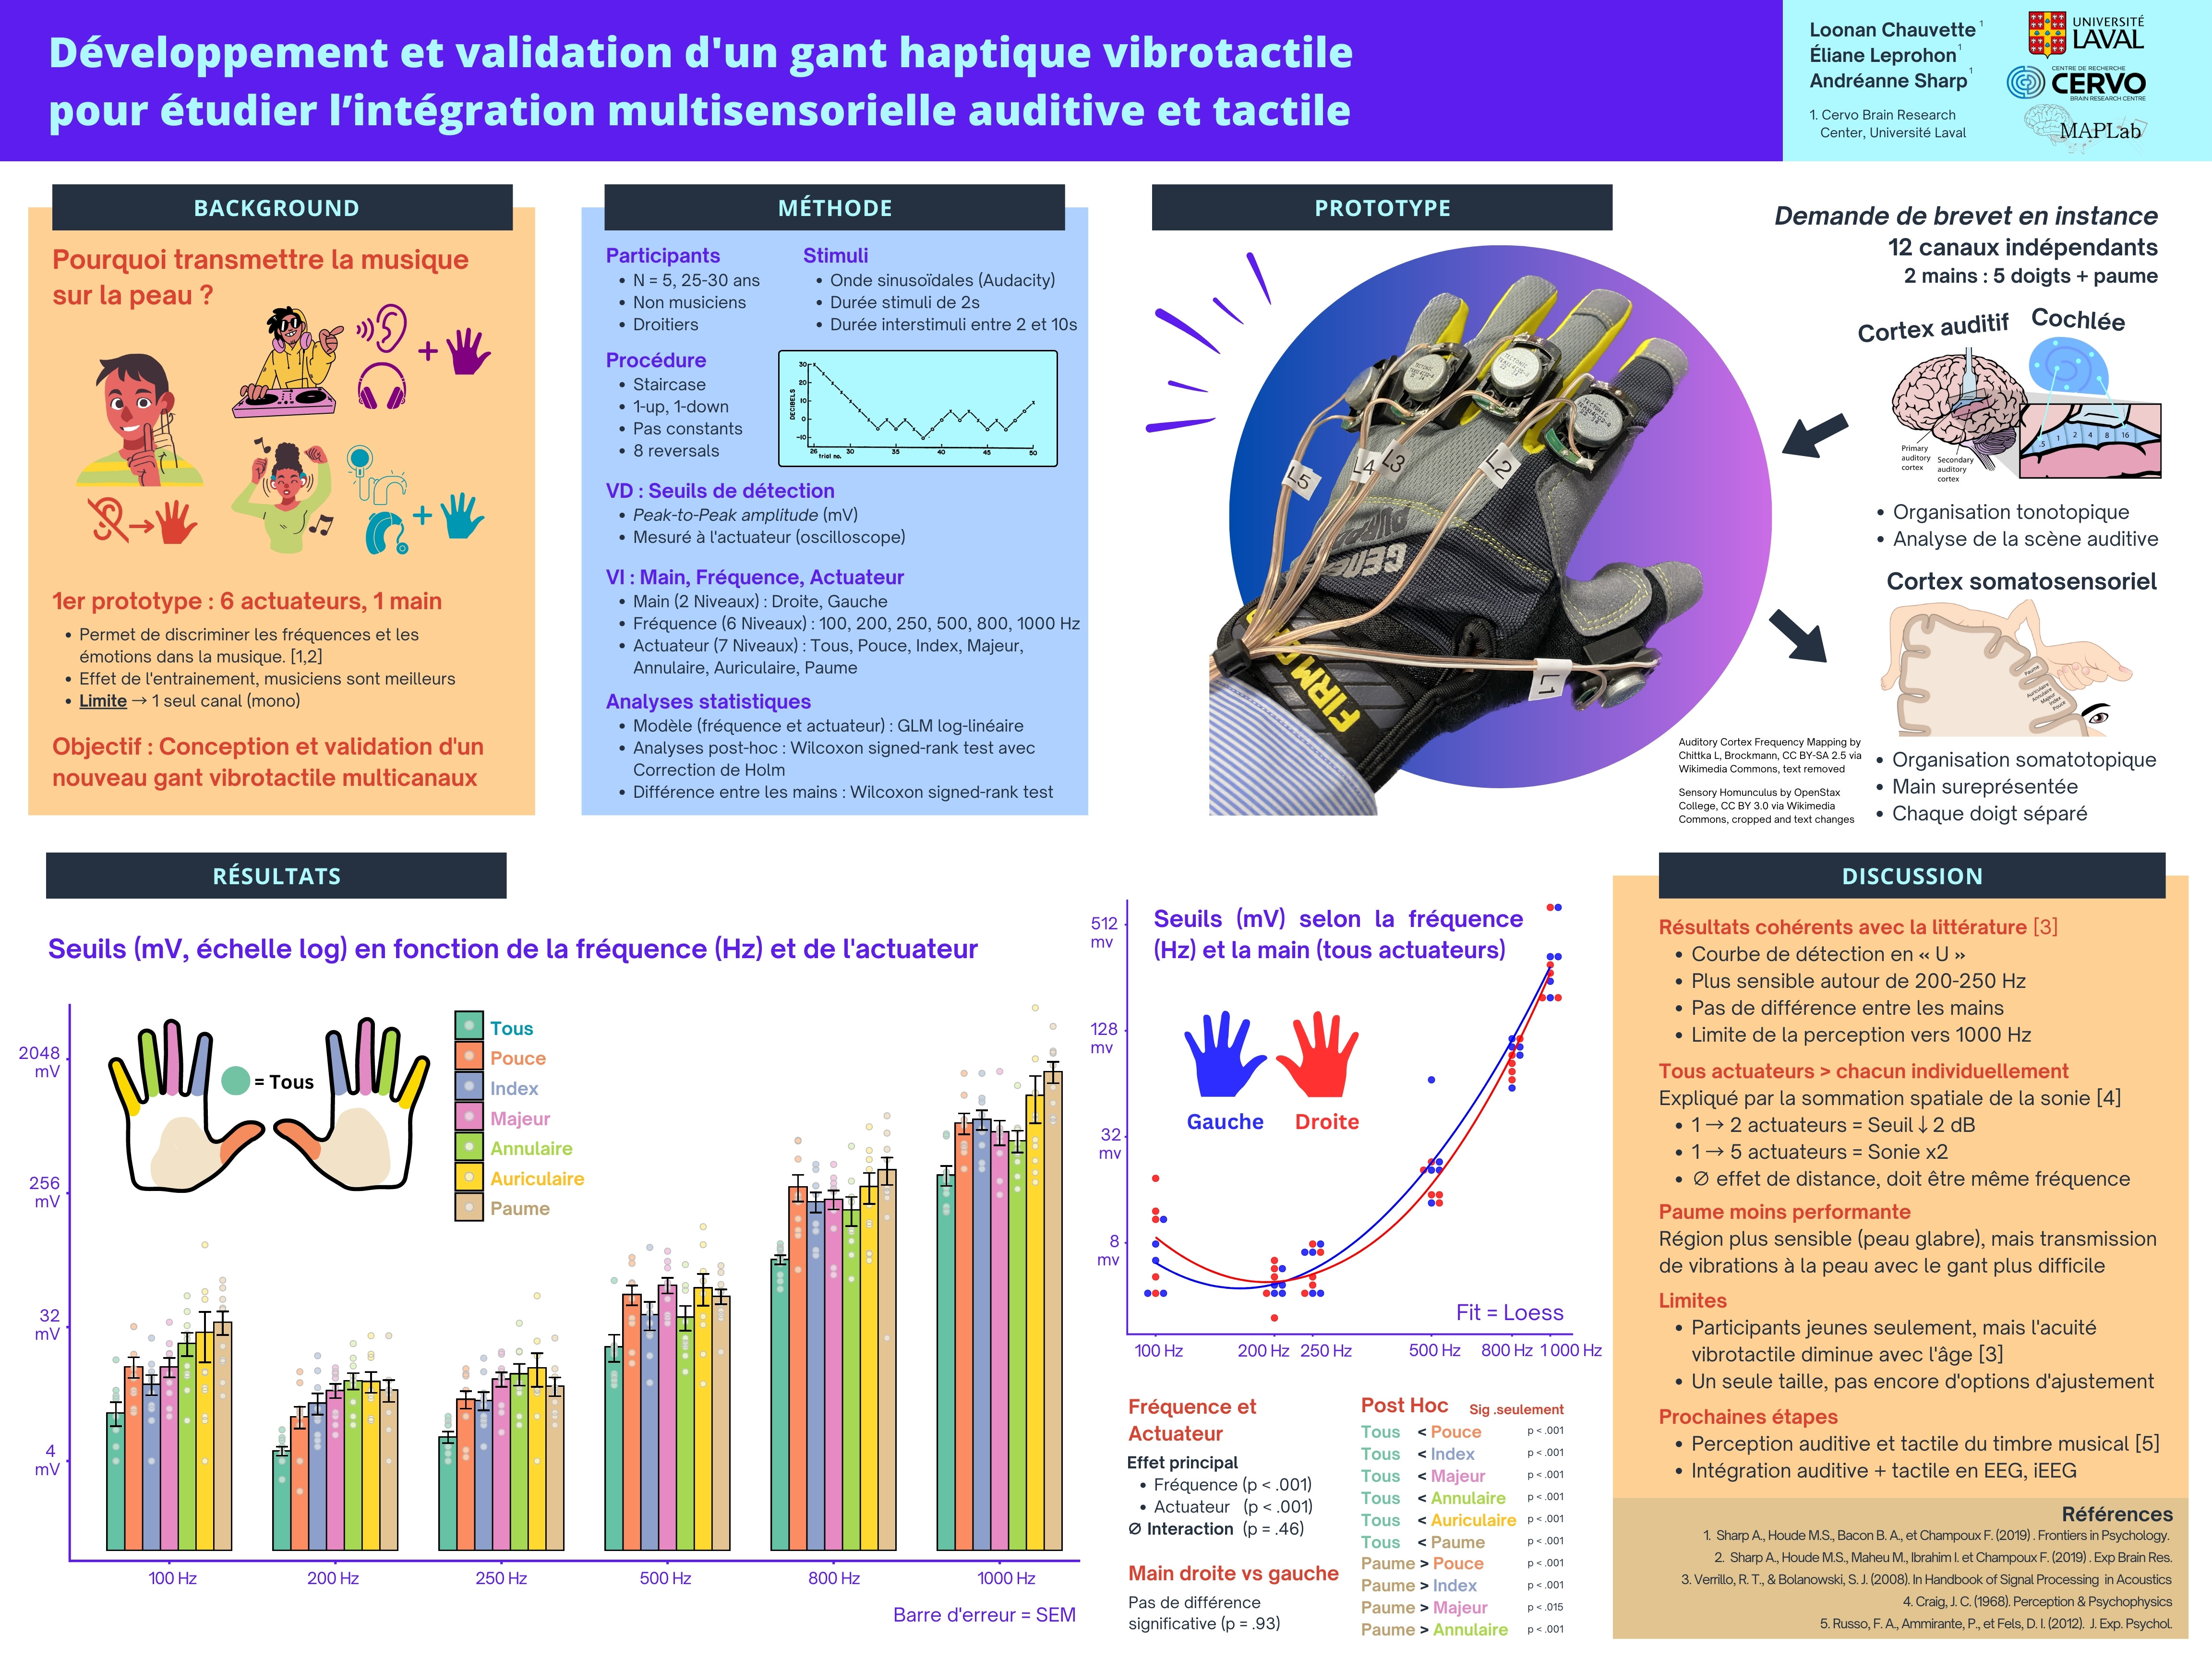 Développement et validation d'un gant haptique vibrotactile
pour étudier l’intégration multisensorielle auditive et tactile
Loonan Chauvette 1
Éliane Leprohon 1
Andréanne Sharp 1
1. Cervo Brain Research
Center, Université Laval
UNIVERSITÉ
LAVAL
CENTRE DE RECHERCHE
CERVO
BRAIN RESEARCH CENTRE
MAPLab
BACKGROUND
Pourquoi transmettre la musique
sur la peau ?
1er prototype : 6 actuateurs, 1 main
• Permet de discriminer les fréquences et les
émotions dans la musique. [1,2]
• Effet de l'entrainement, musiciens sont meilleurs
• Limite → 1 seul canal (mono)
Objectif : Conception et validation d'un
nouveau gant vibrotactile multicanaux
MÉTHODE
Participants
• N = 5, 25-30 ans
• Non musiciens
• Droitiers
Stimuli
• Onde sinusoïdales (Audacity)
• Durée stimuli de 2s
• Durée interstimuli entre 2 et 10s
Procédure
• Staircase
• 1-up, 1-down
• Pas constants
• 8 reversals
DECIBELS
30
20
10
0
-10
26 30 35 40 45 50
trial no.
VD : Seuils de détection
• Peak-to-Peak amplitude (mV)
• Mesuré à l'actuateur (oscilloscope)
VI : Main, Fréquence, Actuateur
• Main (2 Niveaux) : Droite, Gauche
• Fréquence (6 Niveaux) : 100, 200, 250, 500, 800, 1000 Hz
• Actuateur (7 Niveaux) : Tous, Pouce, Index, Majeur,
Annulaire, Auriculaire, Paume
Analyses statistiques
• Modèle (fréquence et actuateur) : GLM log-linéaire
• Analyses post-hoc : Wilcoxon signed-rank test avec
Correction de Holm
• Différence entre les mains : Wilcoxon signed-rank test
PROTOTYPE
L5
L4
L3
L2
L1
TECTONIC
TECTONIC
TECTONIC
GENERAL
PURP
FIRM
Demande de brevet en instance
12 canaux indépendants
2 mains : 5 doigts + paume
Cortex auditif
Cochlée
Primary
auditory
cortex
Secondary
auditory
cortex
.5 1 2 4 8 16
• Organisation tonotopique
• Analyse de la scène auditive
Cortex somatosensoriel
Paume
Auriculaire
Annulaire
Majeur
Index
Pouce
Auditory Cortex Frequency Mapping by
Chittka L, Brockmann, CC BY-SA 2.5 via
Wikimedia Commons, text removed
Sensory Homunculus by OpenStax
College, CC BY 3.0 via Wikimedia
Commons, cropped and text changes
• Organisation somatotopique
• Main sureprésentée
• Chaque doigt séparé
RÉSULTATS
Seuils (mV, échelle log) en fonction de la fréquence (Hz) et de l'actuateur
2048
mV
256
mV
32
mV
4
mV
= Tous
Tous
Pouce
Index
Majeur
Annulaire
Auriculaire
Paume
100 Hz 200 Hz 250 Hz 500 Hz 800 Hz 1000 Hz
Barre d'erreur = SEM
Seuils (mV) selon la fréquence
(Hz) et la main (tous actuateurs)
512
mv
128
mv
32
mv
8
mv
Gauche Droite
Fit = Loess
100 Hz 200 Hz 250 Hz 500 Hz 800 Hz 1000 Hz
Fréquence et
Actuateur
Effet principal
• Fréquence (p < .001)
• Actuateur (p < .001)
∅ Interaction (p = .46)
Main droite vs gauche
Pas de différence
significative (p = .93)
Post Hoc Sig .seulement
Tous < Pouce p < .001
Tous < Index p < .001
Tous < Majeur p < .001
Tous < Annulaire p < .001
Tous < Auriculaire p < .001
Tous < Paume p < .001
Paume > Pouce p < .001
Paume > Index p < .001
Paume > Majeur p < .015
Paume > Annulaire p < .001
DISCUSSION
Résultats cohérents avec la littérature [3]
• Courbe de détection en « U »
• Plus sensible autour de 200-250 Hz
• Pas de différence entre les mains
• Limite de la perception vers 1000 Hz
Tous actuateurs > chacun individuellement
Expliqué par la sommation spatiale de la sonie [4]
• 1 → 2 actuateurs = Seuil ↓ 2 dB
• 1 → 5 actuateurs = Sonie x2
• ∅ effet de distance, doit être même fréquence
Paume moins performante
Région plus sensible (peau glabre), mais transmission
de vibrations à la peau avec le gant plus difficile
Limites
• Participants jeunes seulement, mais l'acuité
vibrotactile diminue avec l'âge [3]
• Un seule taille, pas encore d'options d'ajustement
Prochaines étapes
• Perception auditive et tactile du timbre musical [5]
• Intégration auditive + tactile en EEG, iEEG
Références
1. Sharp A., Houde M.S., Bacon B. A., et Champoux F. (2019) . Frontiers in Psychology.
2. Sharp A., Houde M.S., Maheu M., Ibrahim I. et Champoux F. (2019) . Exp Brain Res.
3. Verrillo, R. T., & Bolanowski, S. J. (2008). In Handbook of Signal Processing in Acoustics
4. Craig, J. C. (1968). Perception & Psychophysics
5. Russo, F. A., Ammirante, P., et Fels, D. I. (2012). J. Exp. Psychol.